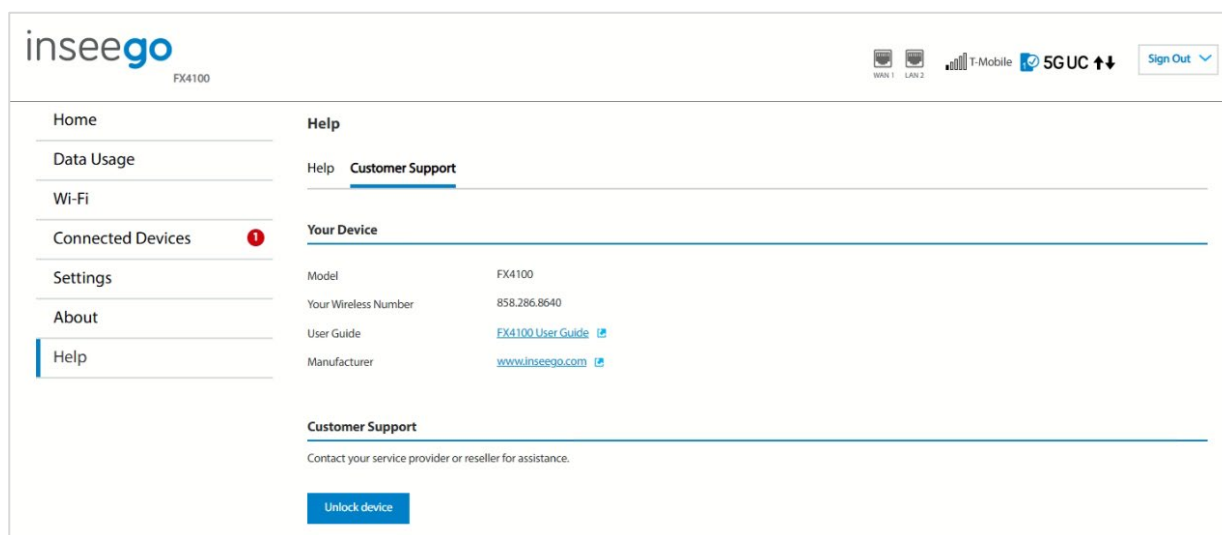 inseego
FX4100
WAN 1 LAN 2 T-Mobile 5G UC Sign Out
Home
Data Usage
Wi-Fi
Connected Devices 1
Settings
About
Help
Help
Help Customer Support
Your Device
Model FX4100
Your Wireless Number 858.286.8640
User Guide FX4100 User Guide
Manufacturer www.inseego.com
Customer Support
Contact your service provider or reseller for assistance.
Unlock device